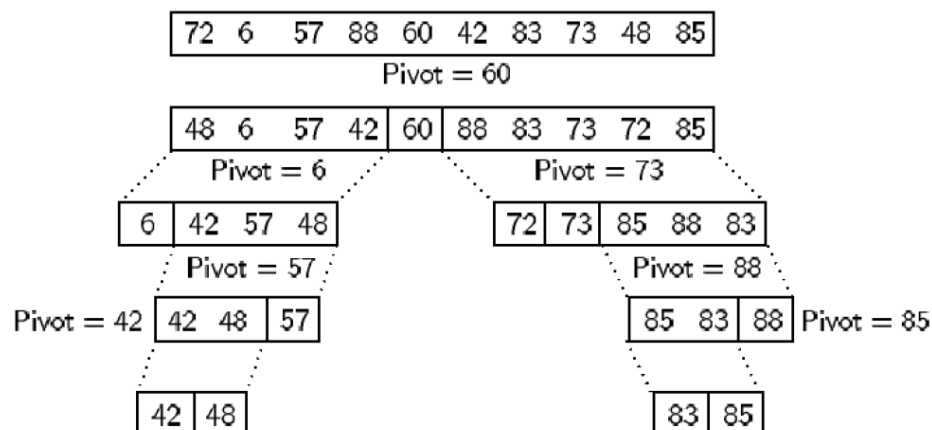 72 6 57 88 60 42 83 73 48 85
Pivot = 60
48 6 57 42 60 88 83 73 72 85
Pivot = 6 Pivot = 73
6 42 57 48 72 73 85 88 83
Pivot = 57 Pivot = 88
Pivot = 42 42 48 57 85 83 88 Pivot = 85
42 48 83 85